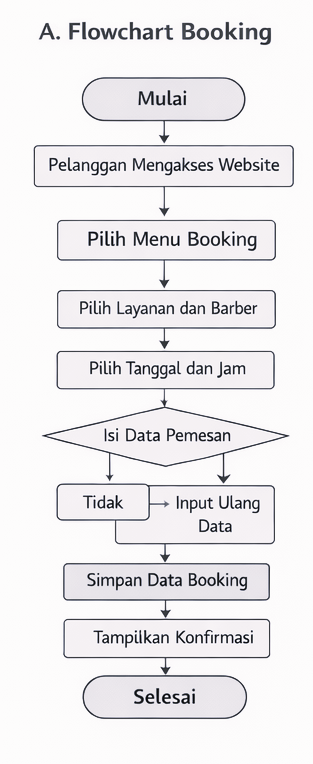 A. Flowchart Booking
Mulai
Pelanggan Mengakses Website
Pilih Menu Booking
Pilih Layanan dan Barber
Pilih Tanggal dan Jam
Isi Data Pemesan
Tidak
Input Ulang
Data
Simpan Data Booking
Tampilkan Konfirmasi
Selesai